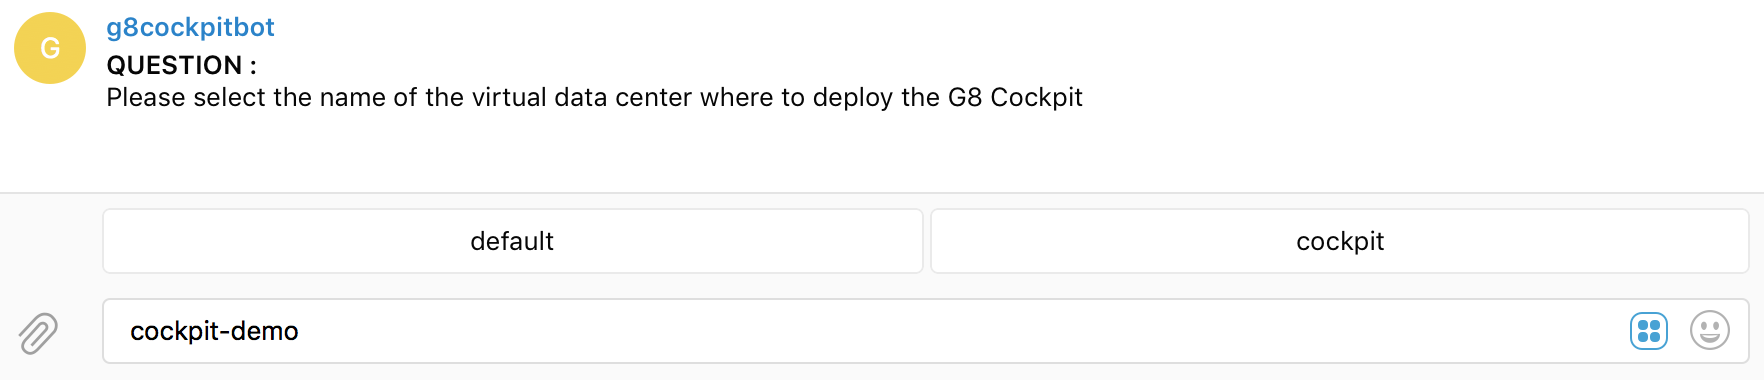 G
g8cockpitbot
QUESTION :
Please select the name of the virtual data center where to deploy the G8 Cockpit
default
cockpit
cockpit-demo